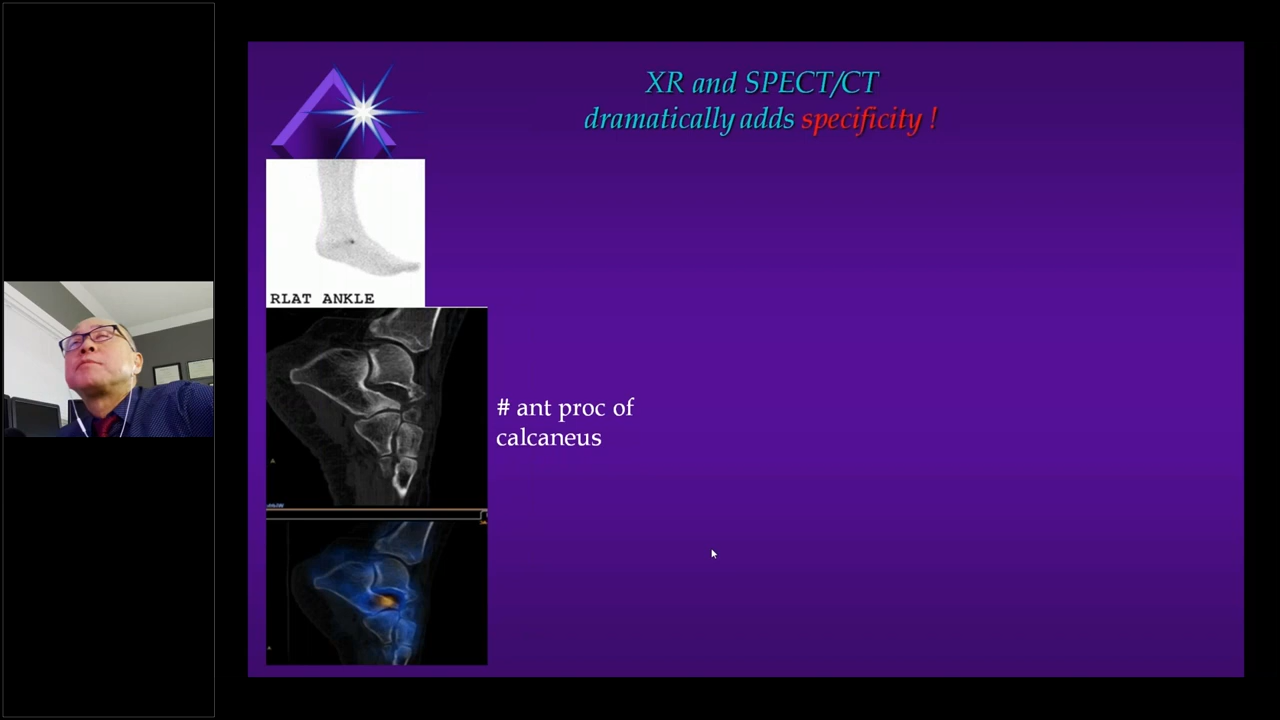 XR and SPECT/CT
dramatically adds specificity !
RLAT ANKLE
# ant proc of
calcaneus